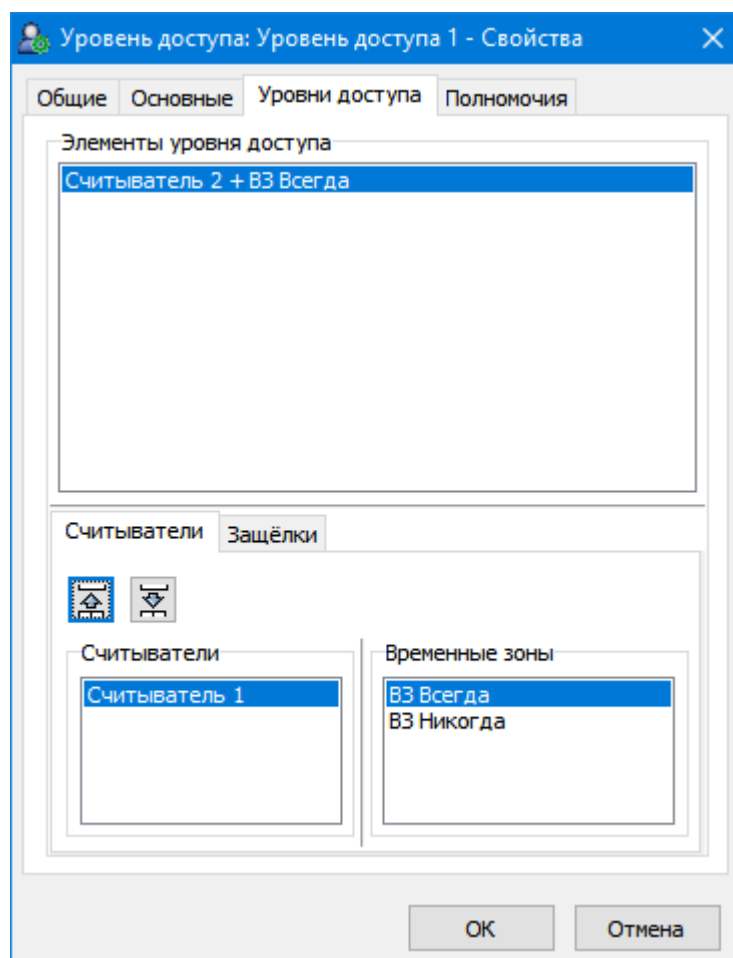 Уровень доступа: Уровень доступа 1 - Свойства
Общие Основные Уровни доступа Полномочия
Элементы уровня доступа
Считыватель 2 + ВЗ Всегда
Считыватели Защёлки
Считыватели Временные зоны
Считыватель 1 ВЗ Всегда
ВЗ Никогда
ОК Отмена